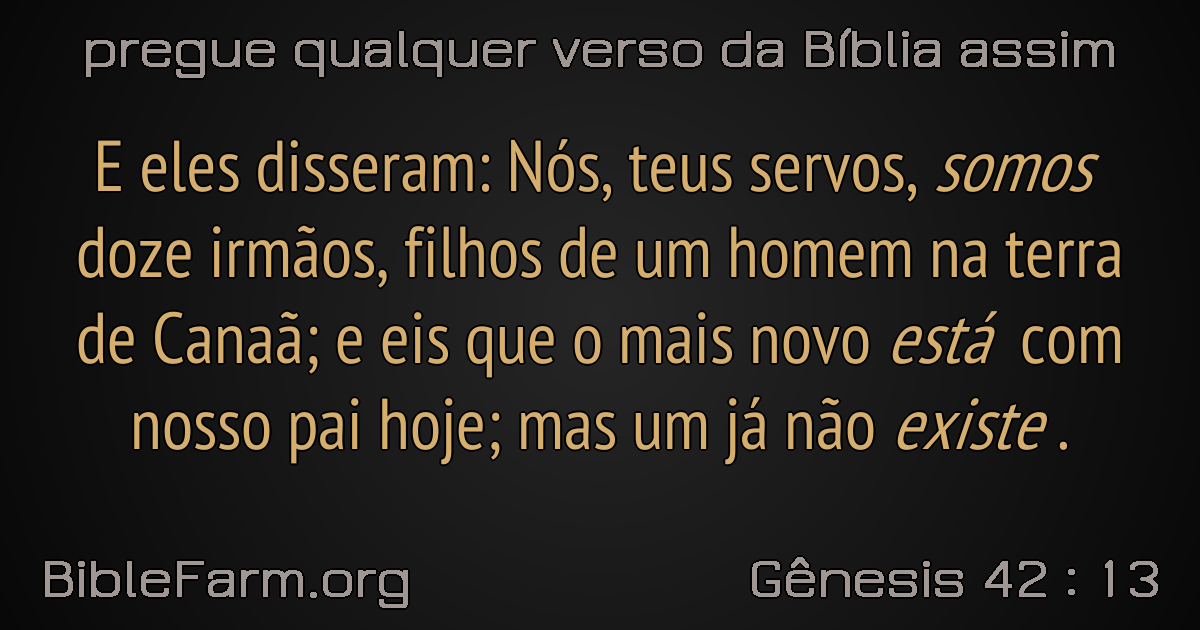 pregue qualquer verso da Bíblia assim
E eles disseram: Nós, teus servos, somos
doze irmãos, filhos de um homem na terra
de Canaã; e eis que o mais novo está com
nosso pai hoje; mas um já não existe .
BibleFarm.org
Gênesis 42 : 13